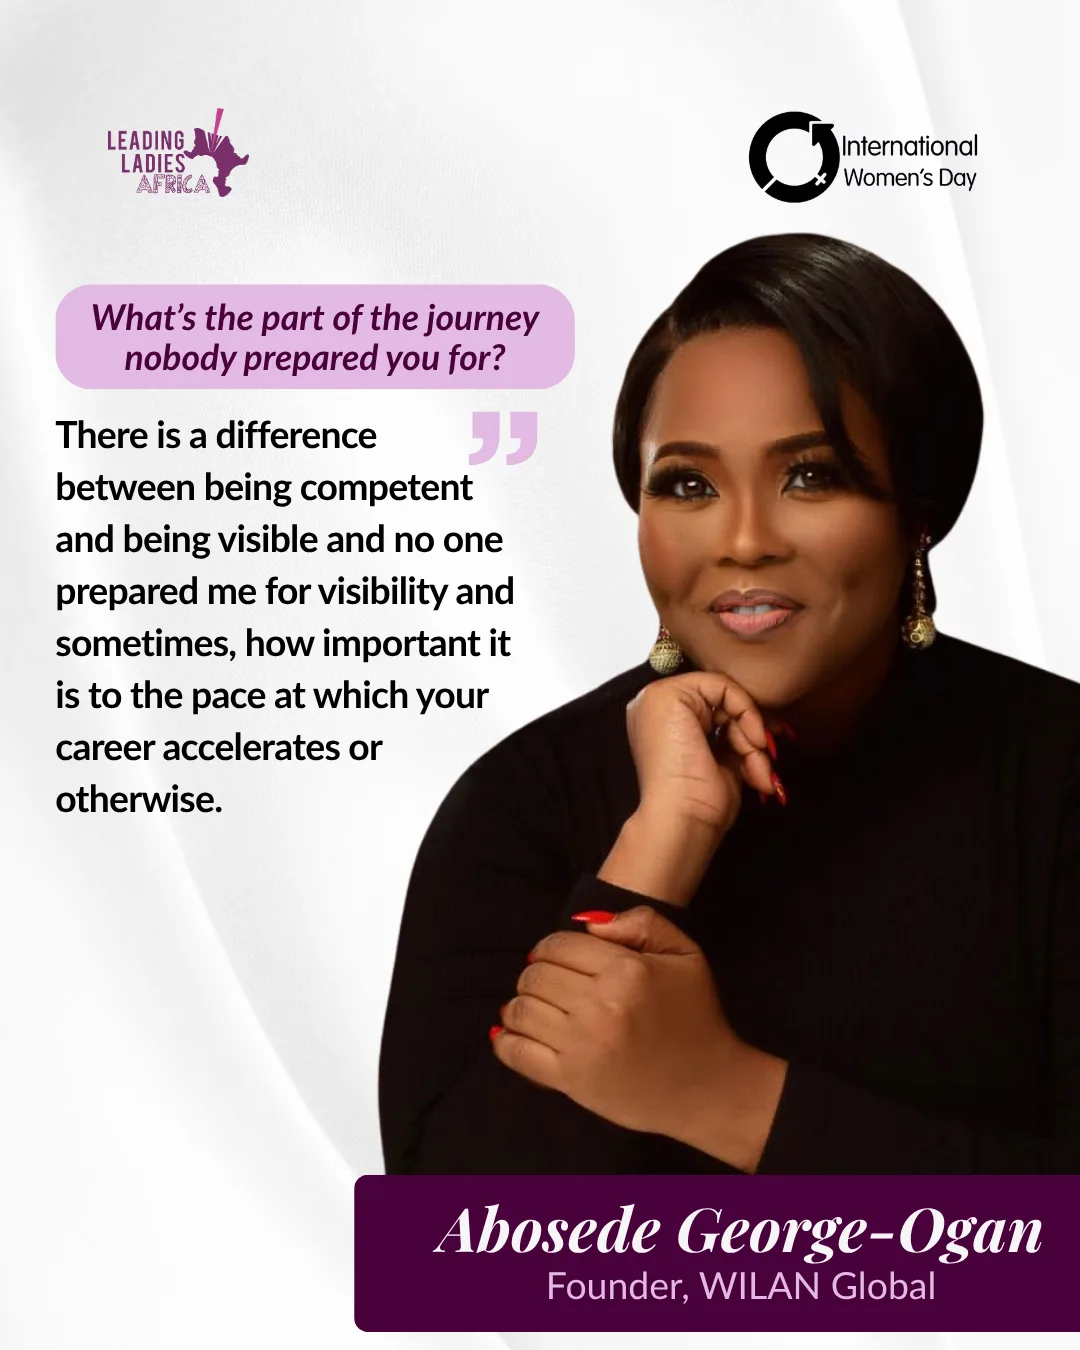 LEADING
LADIES
AFRICA
International
Women's Day
What's the part of the journey
nobody prepared you for?
There is a difference
between being competent
and being visible and no one
prepared me for visibility and
sometimes, how important it
is to the pace at which your
career accelerates or
otherwise.
Abosede George-Ogan
Founder, WILAN Global